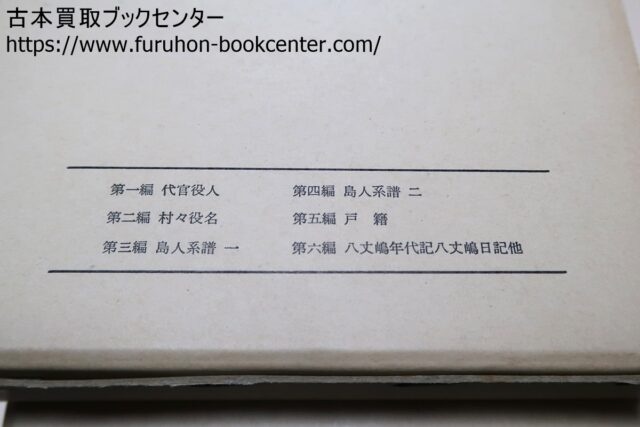 古本買取ブックセンター
https://www.furuhon-bookcenter.com/
第一編 代官役人
第二編 村々役名
第三編 島人系譜 一
第四編 島人系譜 二
第五編 戸籍
第六編 八丈嶋年代記八丈嶋日記他